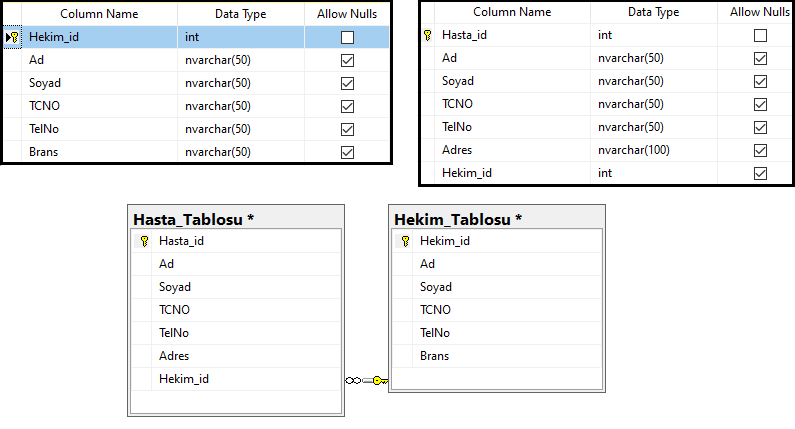 Column Name Data Type Allow Nulls
Hekim_id int
Ad nvarchar(50)
Soyad nvarchar(50)
TCNO nvarchar(50)
TelNo nvarchar(50)
Brans nvarchar(50)
Column Name Data Type Allow Nulls
Hasta_id int
Ad nvarchar(50)
Soyad nvarchar(50)
TCNO nvarchar(50)
TelNo nvarchar(50)
Adres nvarchar(100)
Hekim_id int
Hasta_Tablosu *
Hasta_id
Ad
Soyad
TCNO
TelNo
Adres
Hekim_id
Hekim_Tablosu *
Hekim_id
Ad
Soyad
TCNO
TelNo
Brans